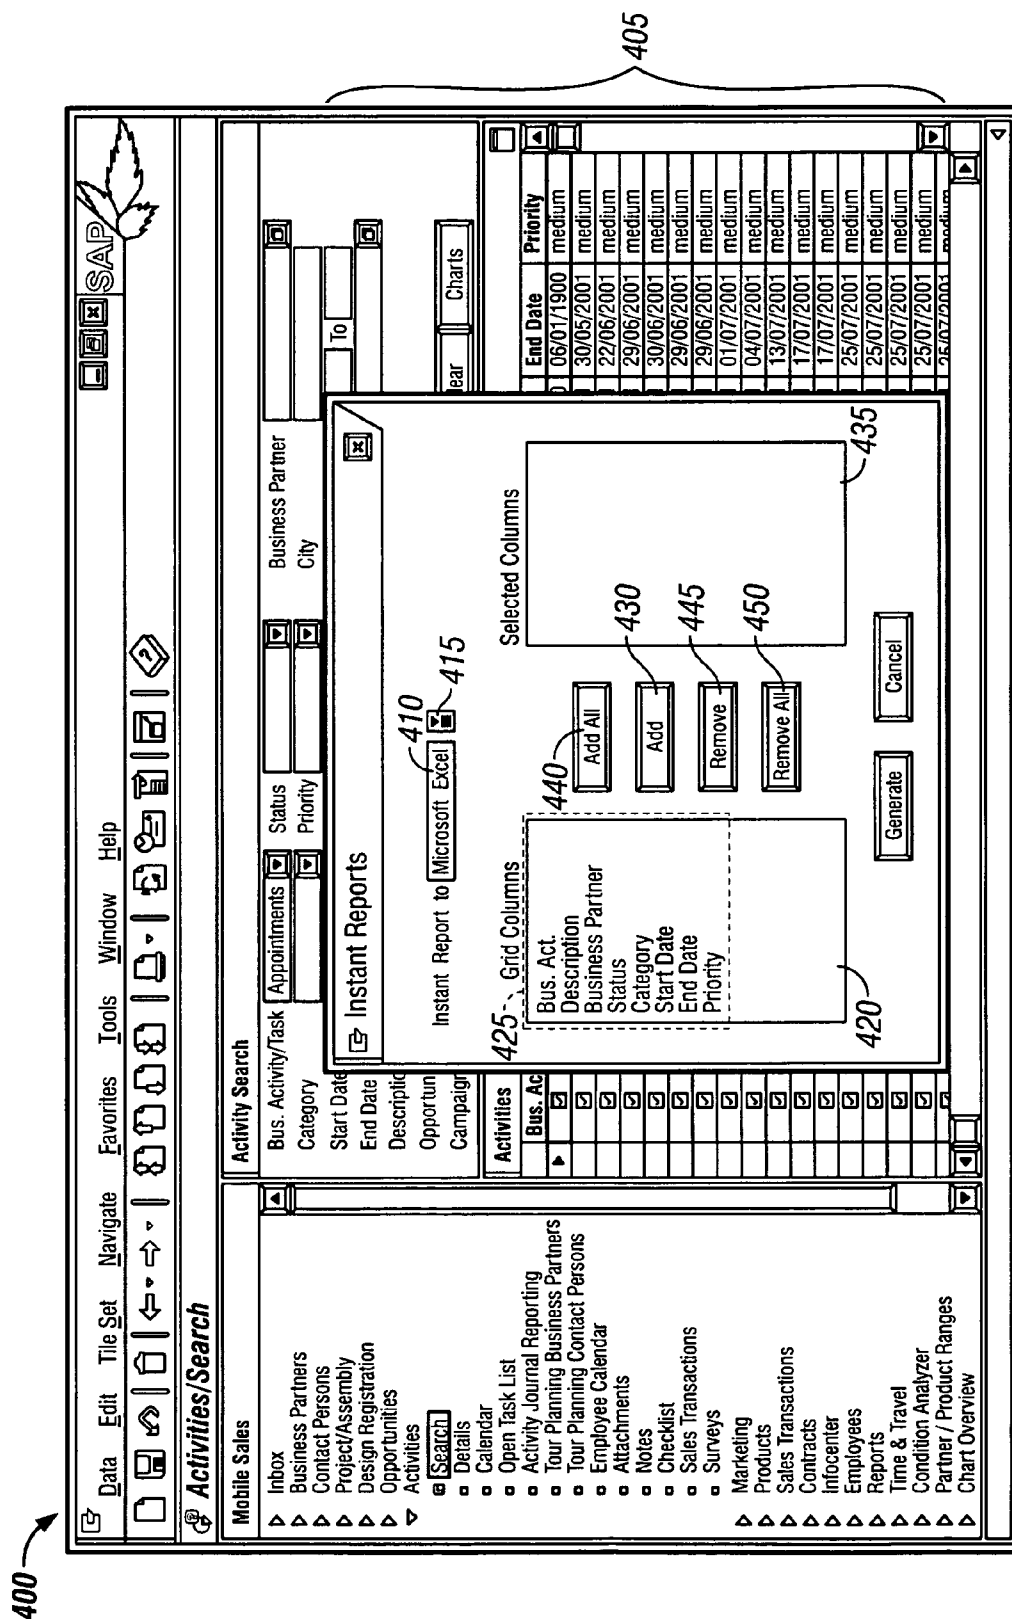 400
SAP
Data Edit Tile Set Navigate Favorites Tools Window Help
Activities/Search
Mobile Sales
Inbox
Business Partners
Contact Persons
Project/Assembly
Design Registration
Opportunities
Activities
Search
Details
Calendar
Open Task List
Activity Journal Reporting
Tour Planning Business Partners
Tour Planning Contact Persons
Employee Calendar
Attachments
Notes
Checklist
Sales Transactions
Surveys
Marketing
Products
Sales Transactions
Contracts
Infocenter
Employees
Reports
Time & Travel
Condition Analyzer
Partner / Product Ranges
Chart Overview
Activity Search
Bus. Activity/Task Appointments Status Business Partner
Category Priority City
Start Date To
End Date
Descriptio
Opportun
Campaign
ear Charts
405
Instant Reports
Instant Report to Microsoft Excel
410
415
425 Grid Columns
Bus. Act.
Description
Business Partner
Status
Category
Start Date
End Date
Priority
420
440
Add All
Add
430
Remove
445
Remove All
450
Selected Columns
435
Generate Cancel
Activities
Bus. Ac End Date Priority
06/01/1900 medium
30/05/2001 medium
22/06/2001 medium
29/06/2001 medium
30/06/2001 medium
29/06/2001 medium
29/06/2001 medium
01/07/2001 medium
04/07/2001 medium
13/07/2001 medium
17/07/2001 medium
17/07/2001 medium
25/07/2001 medium
25/07/2001 medium
25/07/2001 medium
25/07/2001 medium
25/07/2001 medium